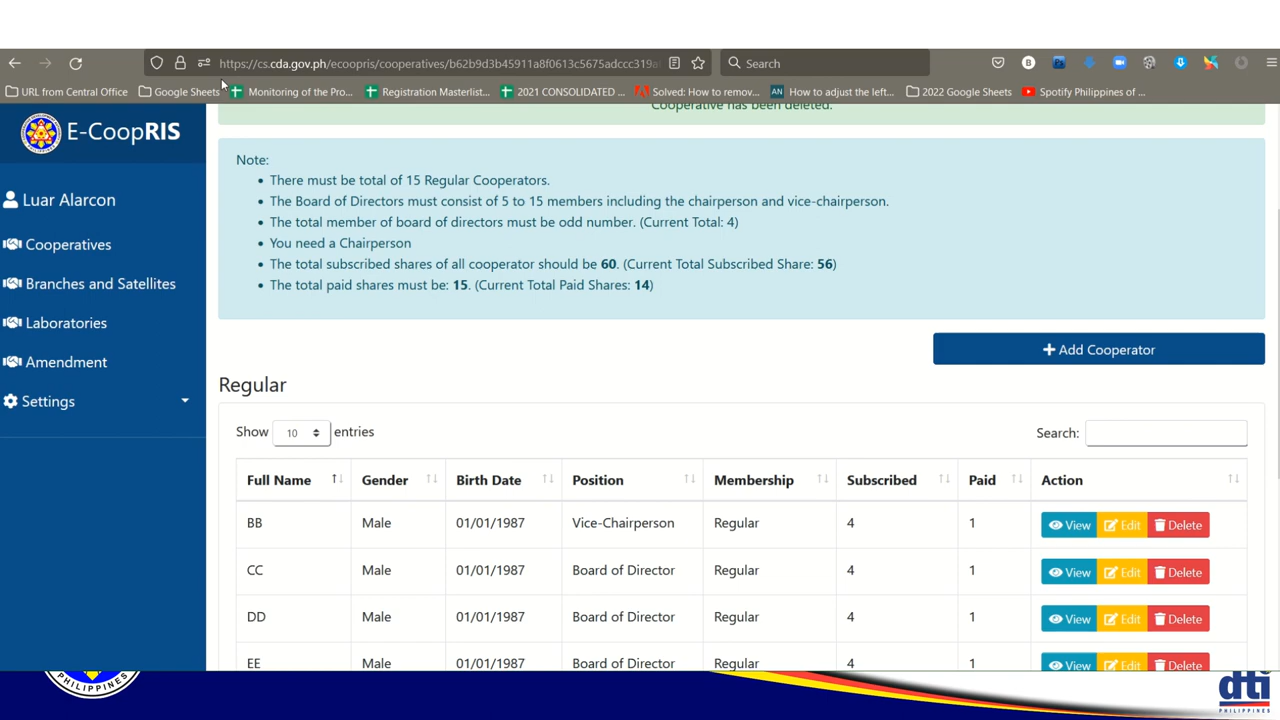 https://cs.cda.gov.ph/ecoopris/cooperatives/b62b9d3b45911a8f0613c5675adccc319a
Search
URL from Central Office
Google Sheets
Monitoring of the Pro...
Registration Masterlist...
2021 CONSOLIDATED ...
Solved: How to remov...
AN How to adjust the left...
2022 Google Sheets
Spotify Philippines of ...
Cooperative has been deleted.
E-CoopRIS
Luar Alarcon
Cooperatives
Branches and Satellites
Laboratories
Amendment
Settings
Note:
• There must be total of 15 Regular Cooperators.
• The Board of Directors must consist of 5 to 15 members including the chairperson and vice-chairperson.
• The total member of board of directors must be odd number. (Current Total: 4)
• You need a Chairperson
• The total subscribed shares of all cooperator should be 60. (Current Total Subscribed Share: 56)
• The total paid shares must be: 15. (Current Total Paid Shares: 14)
+ Add Cooperator
Regular
Show 10 entries
Search:
Full Name Gender Birth Date Position Membership Subscribed Paid Action
BB Male 01/01/1987 Vice-Chairperson Regular 4 1 View Edit Delete
CC Male 01/01/1987 Board of Director Regular 4 1 View Edit Delete
DD Male 01/01/1987 Board of Director Regular 4 1 View Edit Delete
EE Male 01/01/1987 Board of Director Regular 4 1 View Edit Delete
PHILIPPINES
dti
PHILIPPINES